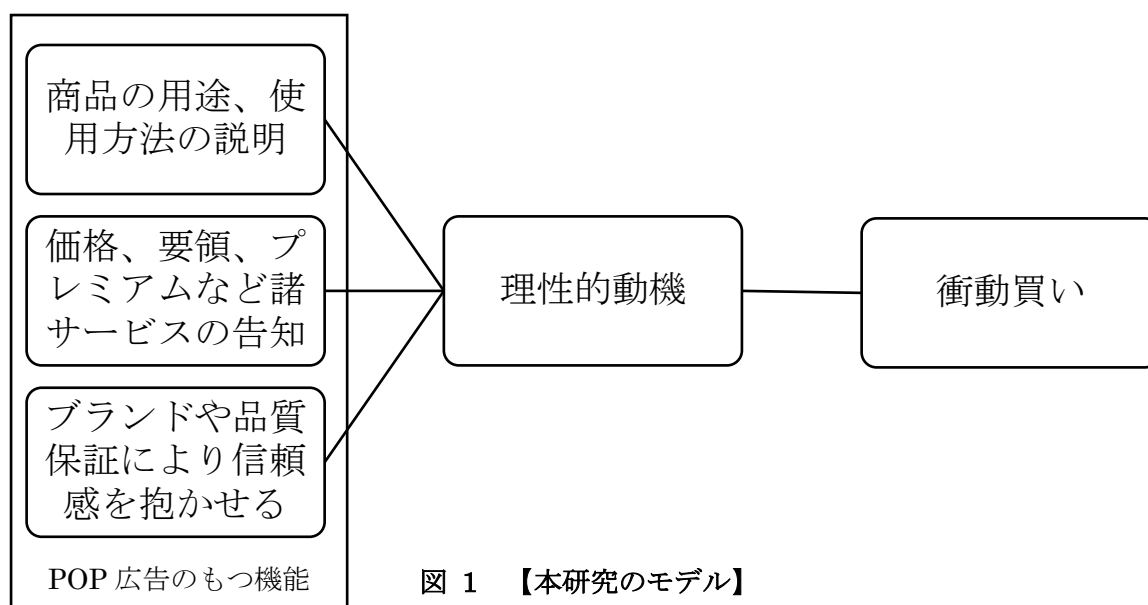 商品の用途、使
用方法の説明
価格、要領、プ
レミアムなど諸
サービスの告知
ブランドや品質
保証により信頼
感を抱かせる
POP 広告のもつ機能
理性的動機
衝動買い
図 1 【本研究のモデル】